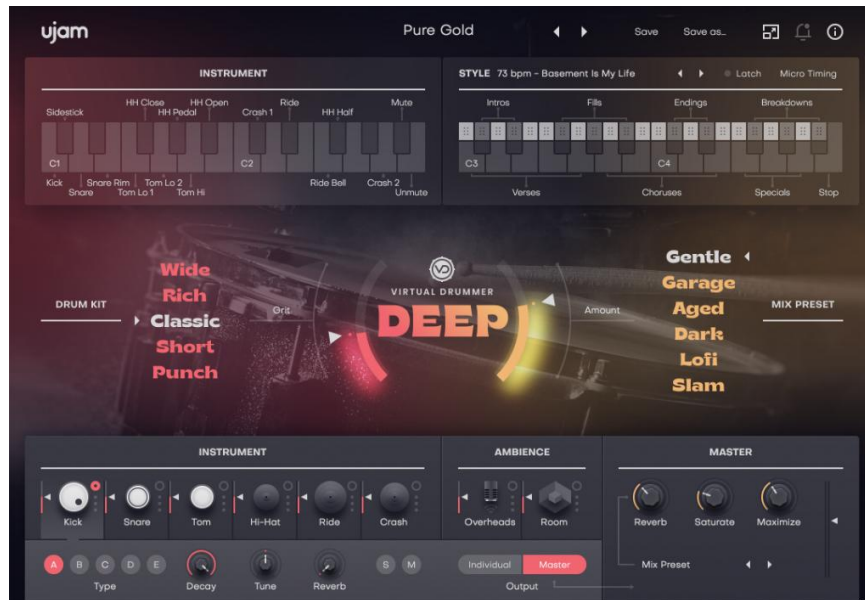 ujam
Pure Gold
Save
Save as...
INSTRUMENT
Sidestick
HH Close
HH Pedal
HH Open
Crash 1
Ride
HH Half
Mute
C1
C2
Kick
Snare
Snare Rim
Tom Lo 1
Tom Lo 2
Tom Hi
Ride Bell
Crash 2
Unmute
STYLE 73 bpm - Basement Is My Life
Latch
Micro Timing
Intros
Fills
Endings
Breakdowns
C3
C4
Verses
Choruses
Specials
Stop
DRUM KIT
Wide
Rich
Classic
Short
Punch
Grit
VD
VIRTUAL DRUMMER
DEEP
Amount
Gentle
Garage
Aged
Dark
Lofi
Slam
MIX PRESET
INSTRUMENT
Kick
Snare
Tom
Hi-Hat
Ride
Crash
A B C D E
Type
Decay
Tune
Reverb
S M
AMBIENCE
Overheads
Room
Individual
Master
Output
MASTER
Reverb
Saturate
Maximize
Mix Preset